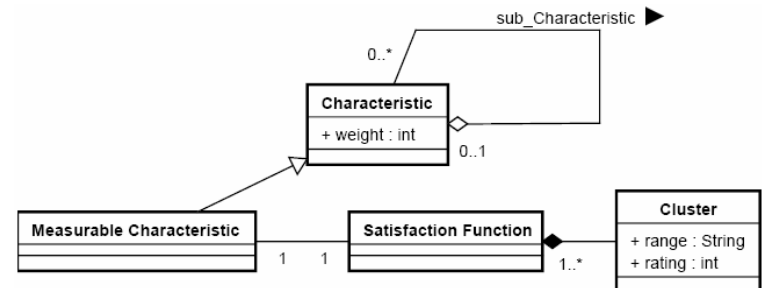 sub_Characteristic
0..*
Characteristic
+ weight : int
0..1
Measurable Characteristic
1
1
Satisfaction Function
1..*
Cluster
+ range : String
+ rating : int